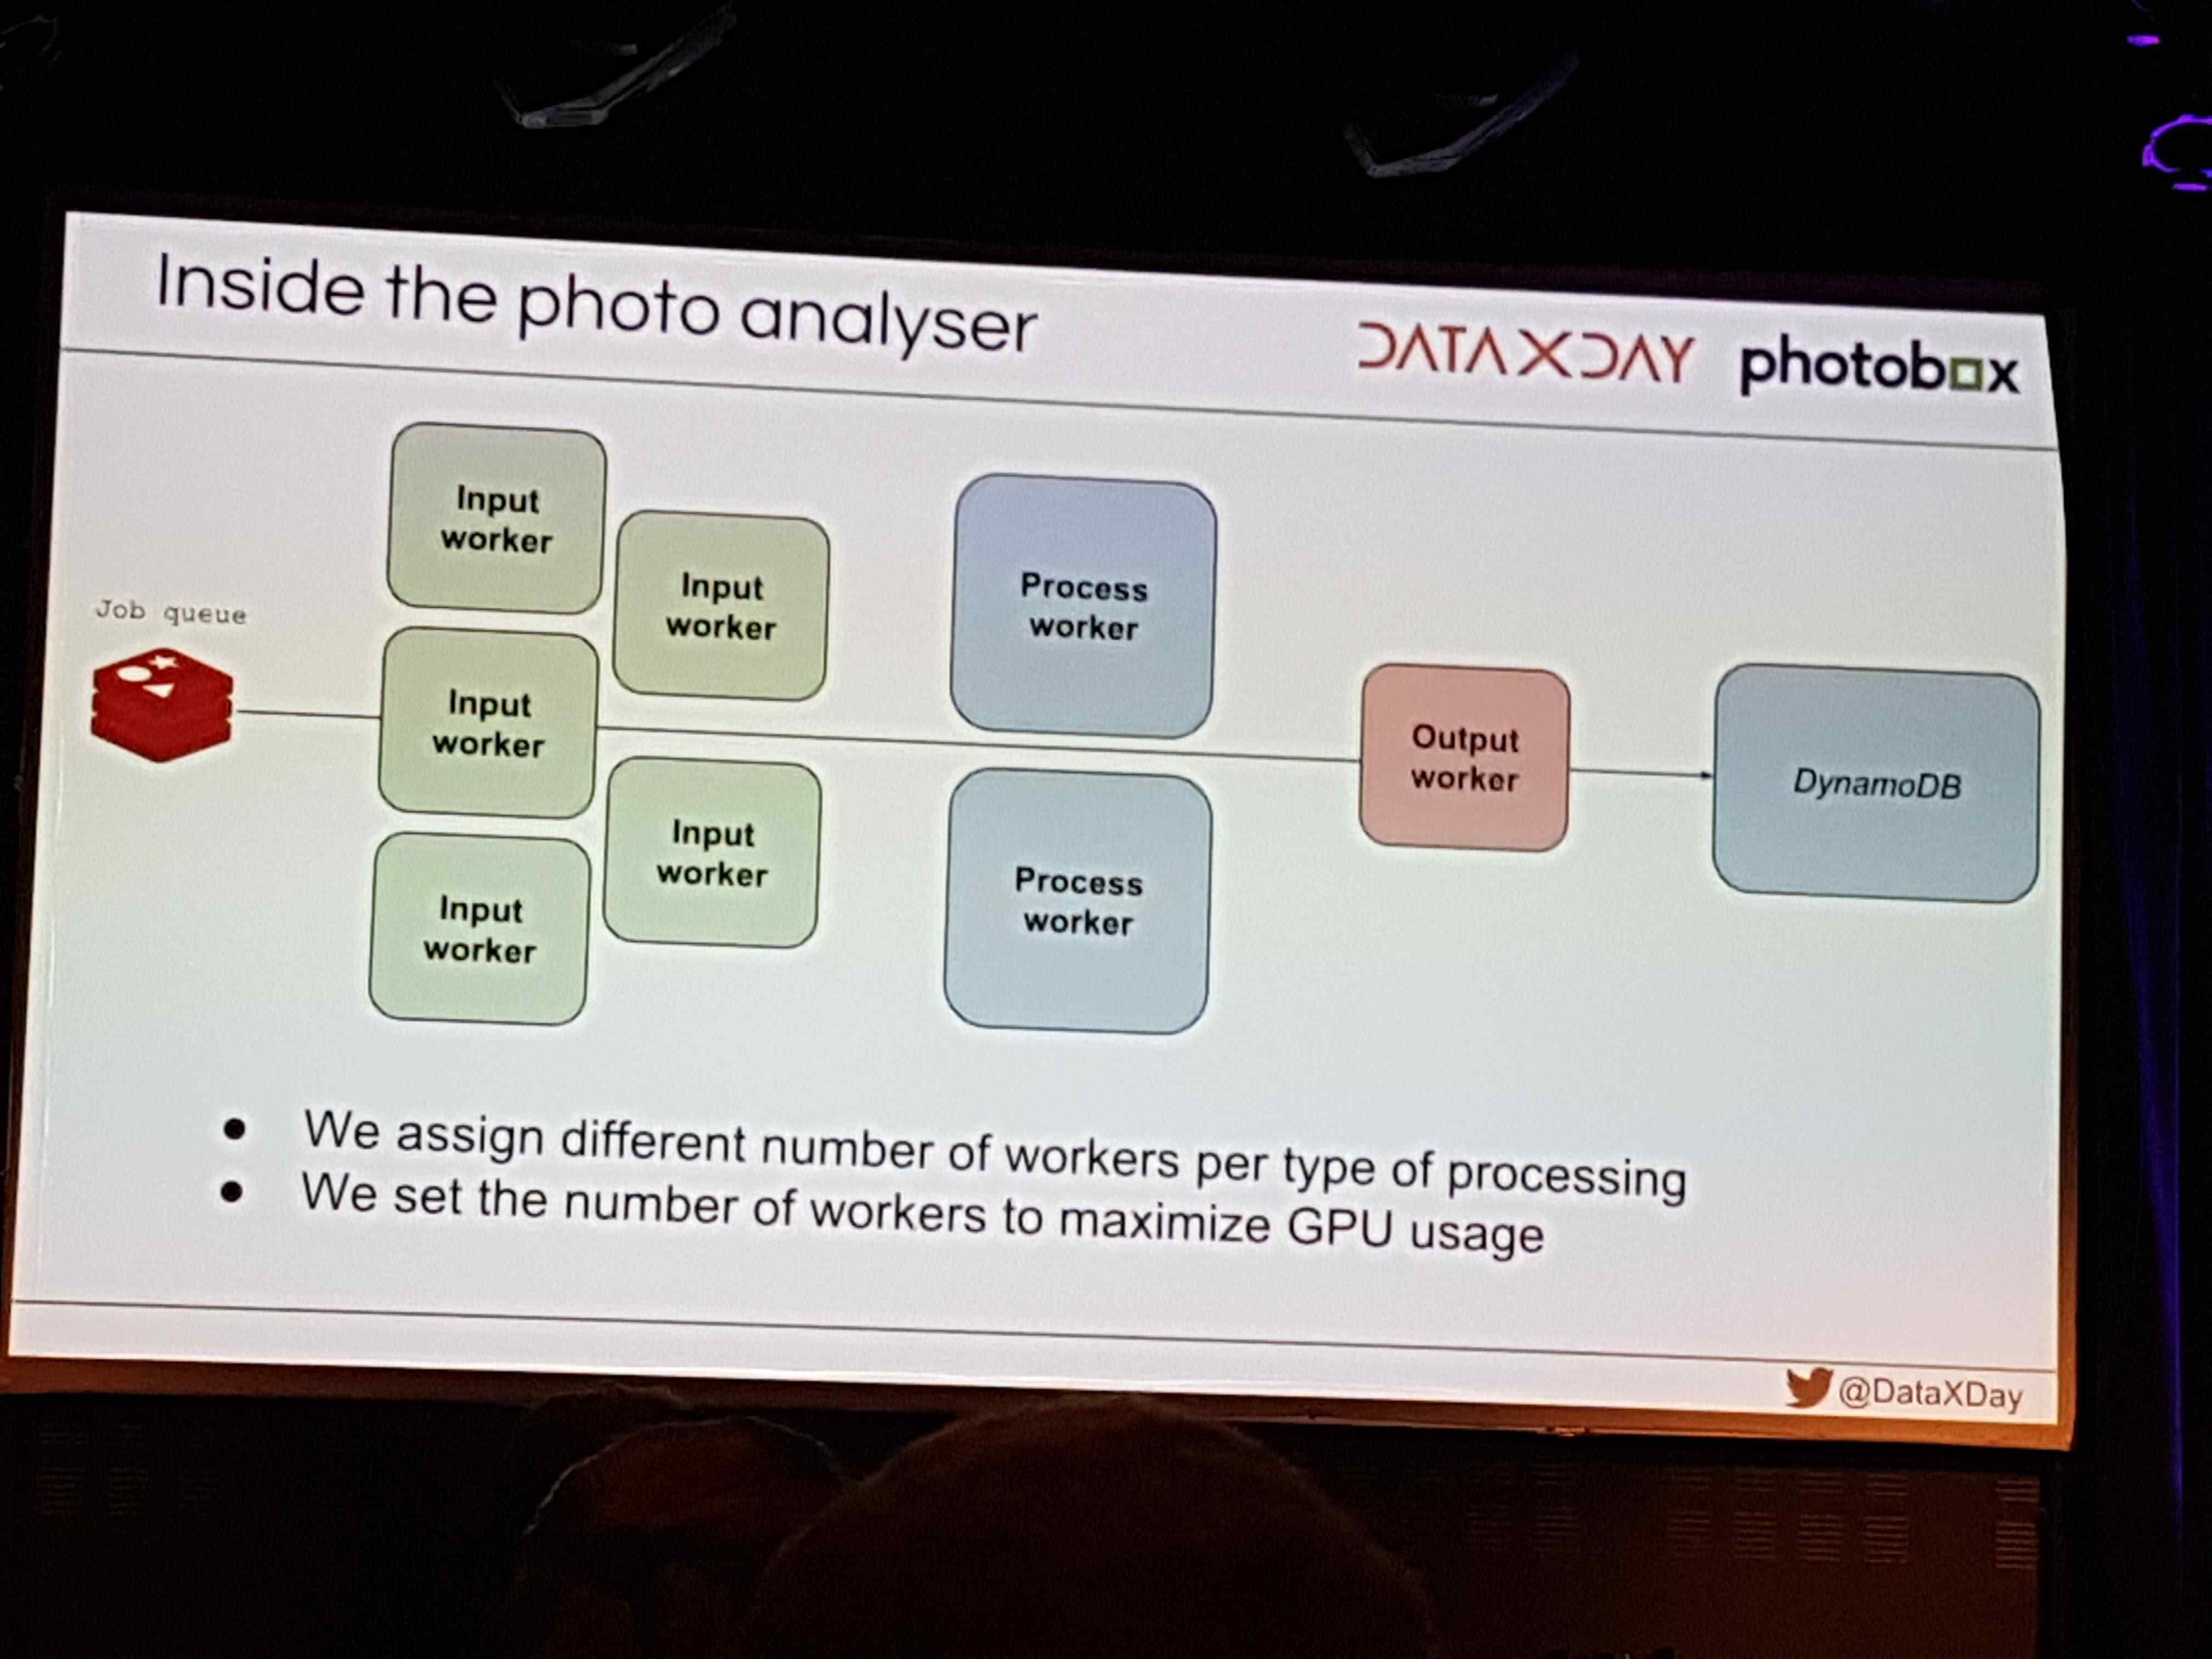 Inside the photo analyser
DATAXDAY photobox
Input
worker
Input
worker
Process
worker
Job queue
Input
worker
Output
worker
DynamoDB
Input
worker
Process
worker
Input
worker
We assign different number of workers per type of processing
We set the number of workers to maximize GPU usage
@DataXDay